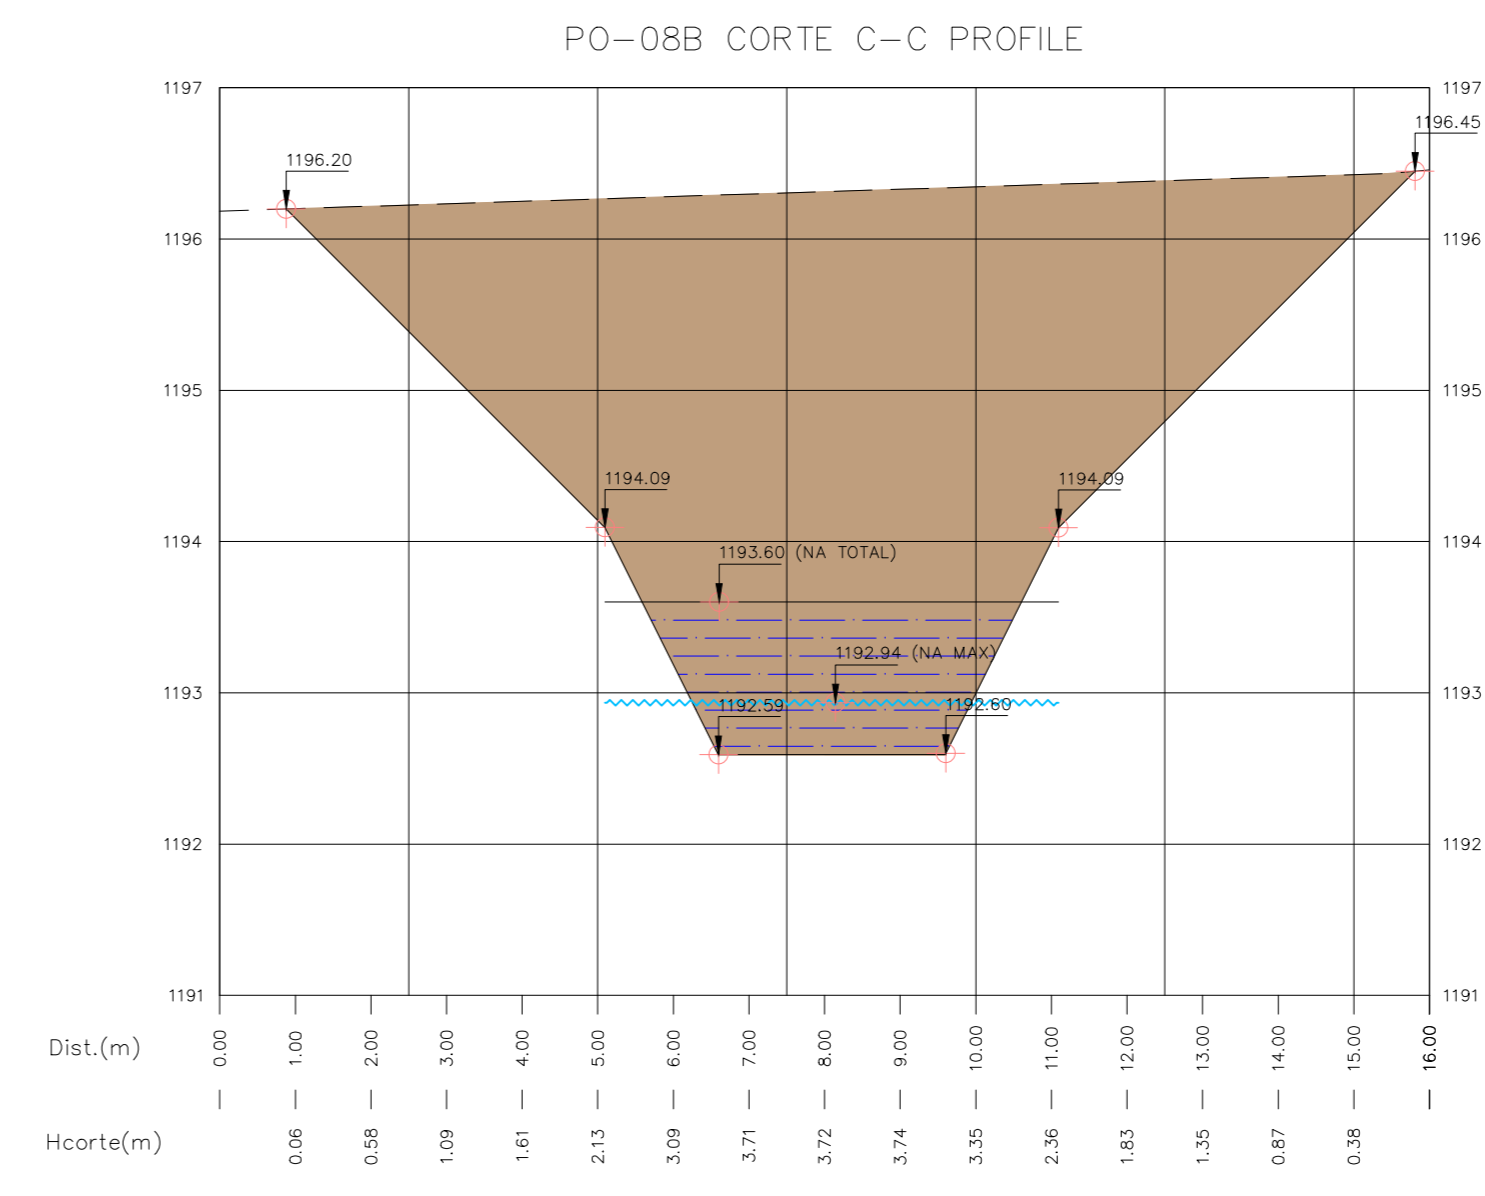 PO-08B CORTE C-C PROFILE
1197 1197
1196.45
1196.20
1196 1196
1195 1195
1194.09 1194.09
1194 1194
1193.60 (NA TOTAL)
1192.94 (NA MAX)
1193 1193
1192.59 1192.60
1192 1192
1191 1191
Dist.(m) 0.00 1.00 2.00 3.00 4.00 5.00 6.00 7.00 8.00 9.00 10.00 11.00 12.00 13.00 14.00 15.00 16.00
Hcorte(m) 0.06 0.58 1.09 1.61 2.13 3.09 3.71 3.72 3.74 3.35 2.36 1.83 1.35 0.87 0.38